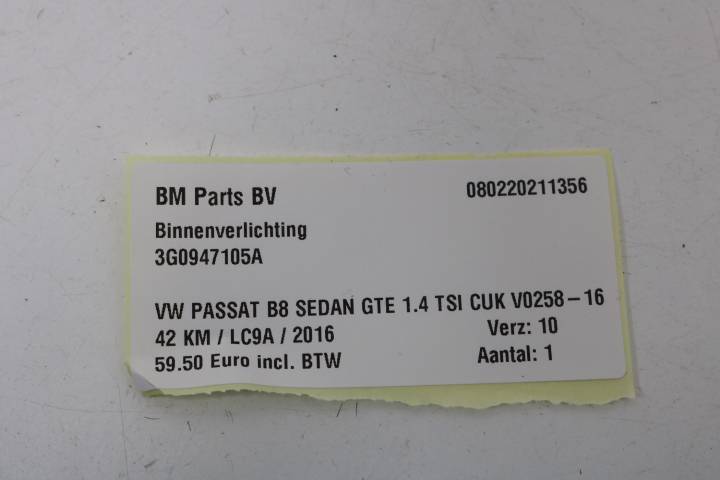 BM Parts BV 080220211356
Binnenverlichting
3G0947105A
VW PASSAT B8 SEDAN GTE 1.4 TSI CUK V0258-16
42 KM / LC9A / 2016 Verz: 10
59.50 Euro incl. BTW Aantal: 1